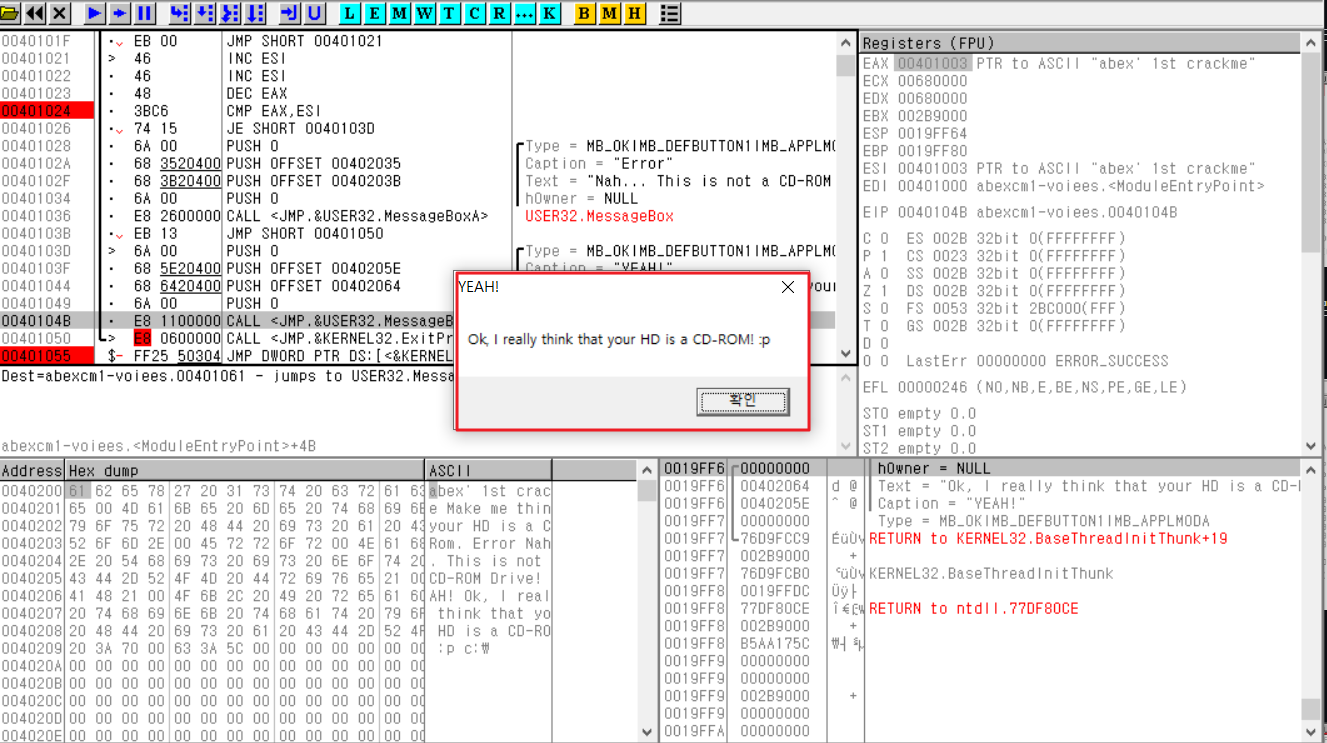 L E M W T C R ... K B M H
0040101F EB 00 JMP SHORT 00401021
00401021 > 46 INC ESI
00401022 46 INC ESI
00401023 48 DEC EAX
00401024 3BC6 CMP EAX,ESI
00401026 74 15 JE SHORT 0040103D
00401028 6A 00 PUSH 0 Type = MB_OK|MB_DEFBUTTON1|MB_APPLMO
0040102A 68 3520400 PUSH OFFSET 00402035 Caption = "Error"
0040102F 68 3B20400 PUSH OFFSET 0040203B Text = "Nah... This is not a CD-ROM
00401034 6A 00 PUSH 0 hOwner = NULL
00401036 E8 2600000 CALL <JMP.&USER32.MessageBoxA> USER32.MessageBox
0040103B EB 13 JMP SHORT 00401050
0040103D > 6A 00 PUSH 0 Type = MB_OK|MB_DEFBUTTON1|MB_APPLMO
0040103F 68 5E20400 PUSH OFFSET 0040205E Caption = "YEAH!"
00401044 68 6420400 PUSH OFFSET 00402064
00401049 6A 00 PUSH 0
0040104B E8 1100000 CALL <JMP.&USER32.MessageB
00401050 > E8 0600000 CALL <JMP.&KERNEL32.ExitPr
00401055 $- FF25 50304 JMP DWORD PTR DS:[<&KERNEL
Dest=abexcm1-voiees.00401061 - jumps to USER32.Messa
abexcm1-voiees.<ModuleEntryPoint>+4B
YEAH!
Ok, I really think that your HD is a CD-ROM! :p
확인
Registers (FPU)
EAX 00401003 PTR to ASCII "abex' 1st crackme"
ECX 00680000
EDX 00680000
EBX 002B9000
ESP 0019FF64
EBP 0019FF80
ESI 00401003 PTR to ASCII "abex' 1st crackme"
EDI 00401000 abexcm1-voiees.<ModuleEntryPoint>
EIP 0040104B abexcm1-voiees.0040104B
C 0 ES 002B 32bit 0(FFFFFFFF)
P 1 CS 0023 32bit 0(FFFFFFFF)
A 0 SS 002B 32bit 0(FFFFFFFF)
Z 1 DS 002B 32bit 0(FFFFFFFF)
S 0 FS 0053 32bit 2BC000(FFF)
T 0 GS 002B 32bit 0(FFFFFFFF)
D 0
O 0 LastErr 00000000 ERROR_SUCCESS
EFL 00000246 (NO,NB,E,BE,NS,PE,GE,LE)
ST0 empty 0.0
ST1 empty 0.0
ST2 empty 0.0
Address Hex dump ASCII
0040200 61 62 65 78 27 20 31 73 74 20 63 72 61 63 abex' 1st crac
0040201 65 00 4D 61 6B 65 20 6D 65 20 74 68 69 6E e Make me thin
0040202 79 6F 75 72 20 48 44 20 69 73 20 61 20 43 your HD is a C
0040203 52 6F 6D 2E 00 45 72 72 6F 72 00 4E 61 68 Rom. Error Nah
0040204 2E 20 54 68 69 73 20 69 73 20 6E 6F 74 20 . This is not
0040205 43 44 2D 52 4F 4D 20 44 72 69 76 65 21 00 CD-ROM Drive!
0040206 41 48 21 00 4F 6B 2C 20 49 20 72 65 61 6C AH! Ok, I real
0040207 20 74 68 69 6E 6B 20 74 68 61 74 20 79 6F think that yo
0040208 20 48 44 20 69 73 20 61 20 43 44 2D 52 4F HD is a CD-RO
0040209 20 3A 70 00 63 3A 5C 00 00 00 00 00 00 00 :p c:₩
004020A 00 00 00 00 00 00 00 00 00 00 00 00 00 00
004020B 00 00 00 00 00 00 00 00 00 00 00 00 00 00
004020C 00 00 00 00 00 00 00 00 00 00 00 00 00 00
004020D 00 00 00 00 00 00 00 00 00 00 00 00 00 00
004020E 00 00 00 00 00 00 00 00 00 00 00 00 00 00
0019FF6 00000000 hOwner = NULL
0019FF6 00402064 d @ Text = "Ok, I really think that your HD is a CD-
0019FF6 0040205E ^ @ Caption = "YEAH!"
0019FF7 00000000 Type = MB_OK|MB_DEFBUTTON1|MB_APPLMODA
0019FF7 76D9FCC9 RETURN to KERNEL32.BaseThreadInitThunk+19
0019FF7 002B9000 +
0019FF7 76D9FCB0 KERNEL32.BaseThreadInitThunk
0019FF8 0019FFDC
0019FF8 77DF80CE RETURN to ntdll.77DF80CE
0019FF8 002B9000 +
0019FF8 B5AA175C
0019FF9 00000000
0019FF9 00000000
0019FF9 002B9000 +
0019FF9 00000000
0019FFA 00000000